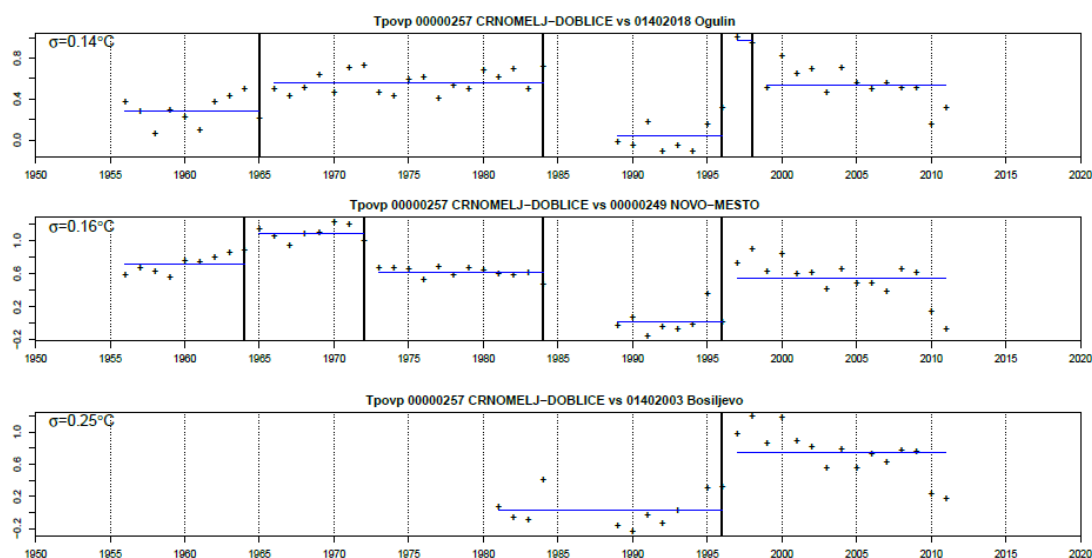 Tpovp 00000257 CRNOMELJ−DOBLICE vs 01402018 Ogulin
σ=0.14°C
0.8
0.4
0.0
1950 1955 1960 1965 1970 1975 1980 1985 1990 1995 2000 2005 2010 2015 2020
Tpovp 00000257 CRNOMELJ−DOBLICE vs 00000249 NOVO−MESTO
σ=0.16°C
1.0
0.6
0.2
−0.2
1950 1955 1960 1965 1970 1975 1980 1985 1990 1995 2000 2005 2010 2015 2020
Tpovp 00000257 CRNOMELJ−DOBLICE vs 01402003 Bosiljevo
σ=0.25°C
1.0
0.6
0.2
−0.2
1950 1955 1960 1965 1970 1975 1980 1985 1990 1995 2000 2005 2010 2015 2020